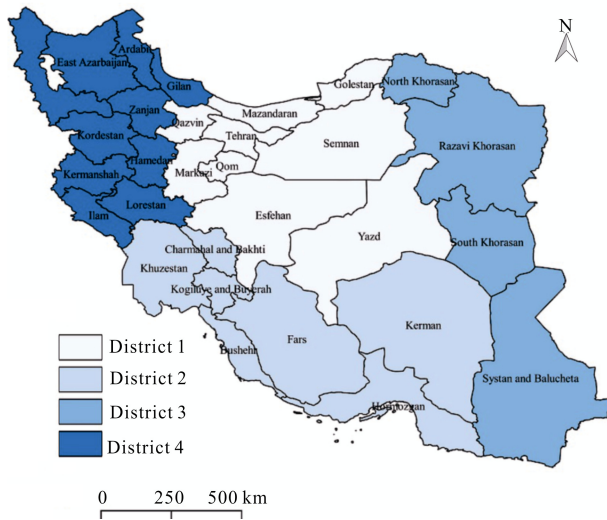 N
Ardabil
East Azarbaijan
Gilan
Golestan
North Khorasan
Zanjan
Mazandaran
Qazvin
Kordestan
Tehran
Semnan
Razavi Khorasan
Hamedan
Qom
Markazi
Kermanshah
Lorestan
Ilam
Esfehan
Yazd
South Khorasan
Charmahal and Bakhti
Khuzestan
Kogiluye and Buyerah
Kerman
Fars
Bushehr
Systan and Balucheta
Hormozgan
District 1
District 2
District 3
District 4
0 250 500 km